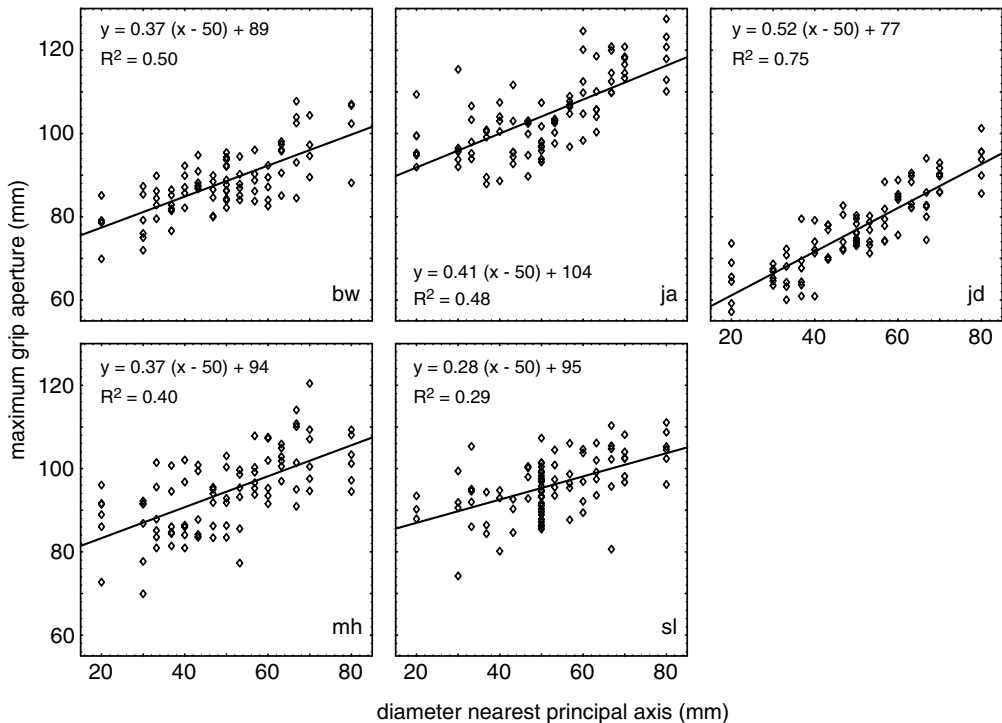 maximum grip aperture (mm)
y = 0.37 (x - 50) + 89
R² = 0.50
bw
120
100
80
60
y = 0.41 (x - 50) + 104
R² = 0.48
ja
y = 0.52 (x - 50) + 77
R² = 0.75
jd
20 40 60 80
y = 0.37 (x - 50) + 94
R² = 0.40
mh
120
100
80
60
20 40 60 80
y = 0.28 (x - 50) + 95
R² = 0.29
sl
20 40 60 80
diameter nearest principal axis (mm)